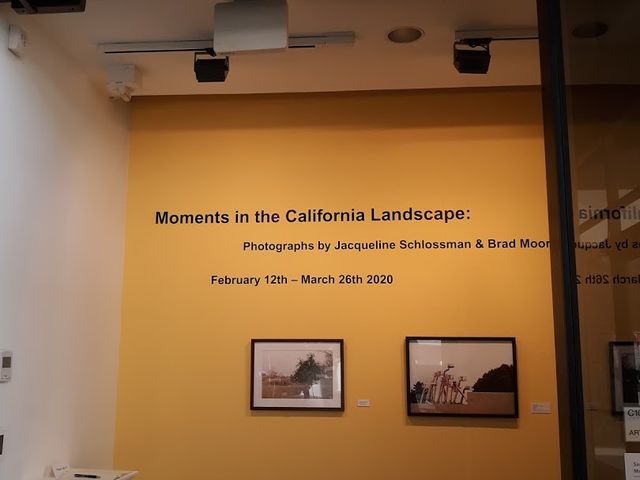 Moments in the California Landscape:
Photographs by Jacqueline Schlossman & Brad Moor
February 12th – March 26th 2020